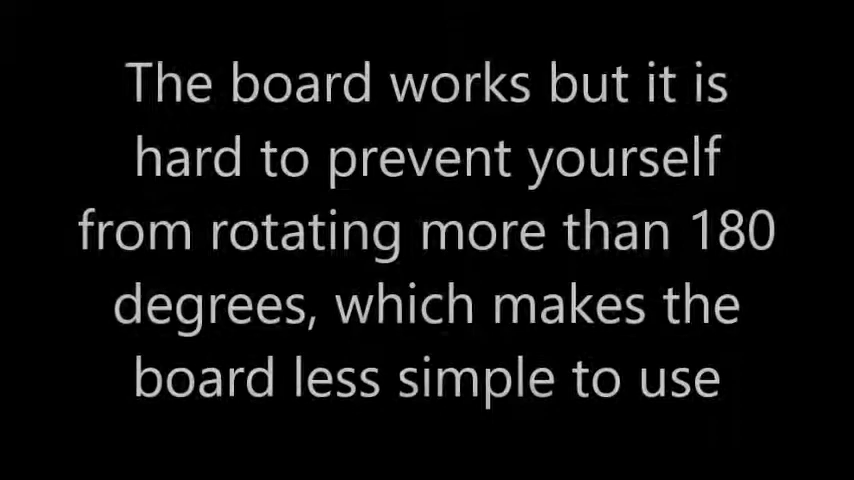 The board works but it is
hard to prevent yourself
from rotating more than 180
degrees, which makes the
board less simple to use